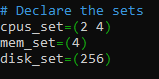 # Declare the sets
cpus_set=(2 4)
mem_set=(4)
disk_set=(256)